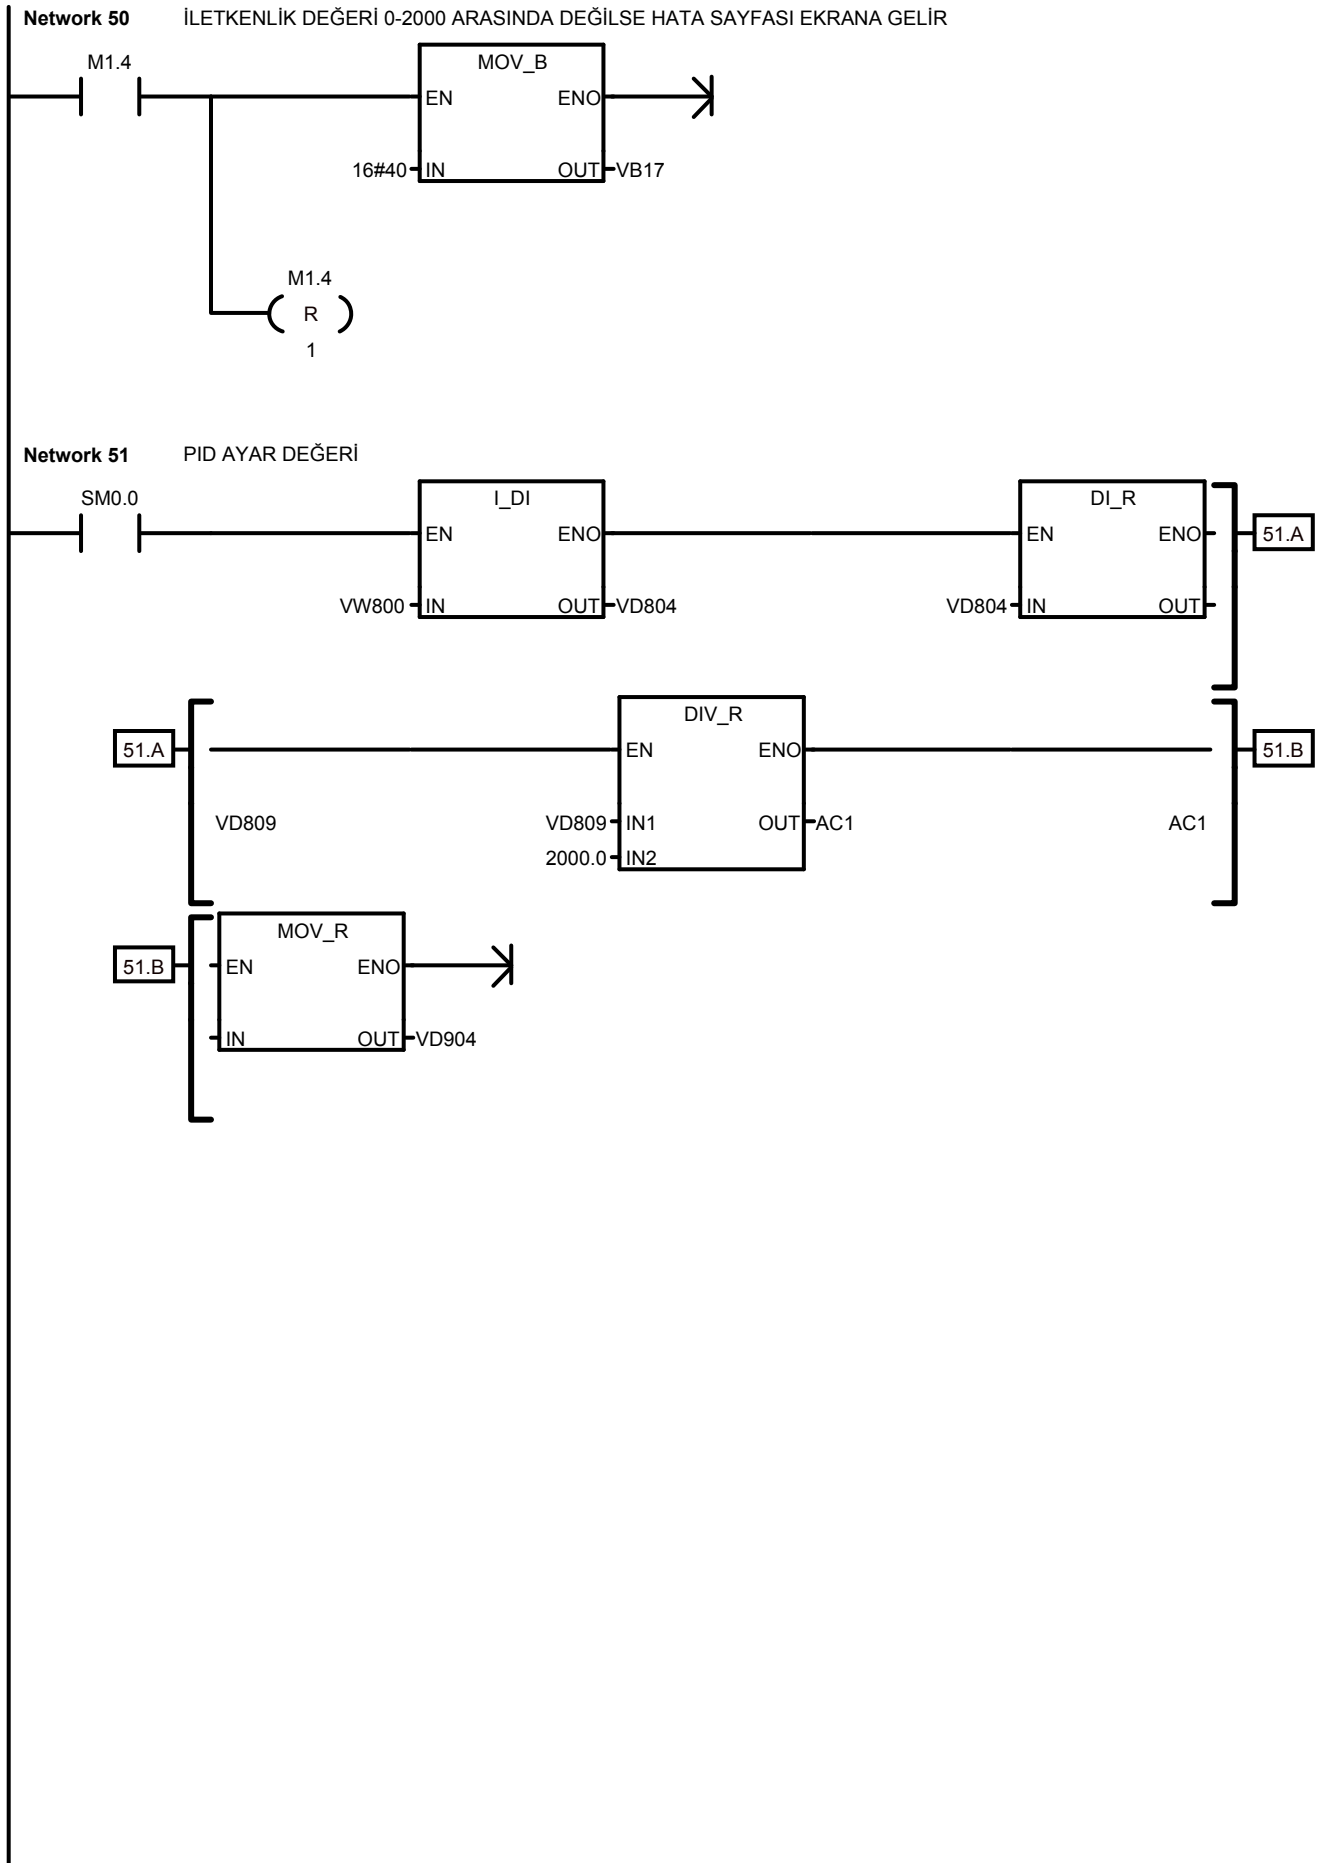 Network 50 İLETKENLİK DEĞERİ 0-2000 ARASINDA DEĞİLSE HATA SAYFASI EKRANA GELİR
M1.4
MOV_B
EN ENO
16#40 IN OUT VB17
M1.4
R
1
Network 51 PID AYAR DEĞERİ
SM0.0
I_DI
DI_R
EN ENO
EN ENO
51.A
VW800 IN OUT VD804
VD804 IN OUT
DIV_R
51.A
EN ENO
51.B
VD809
VD809 IN1 OUT AC1
AC1
2000.0 IN2
MOV_R
51.B
EN ENO
IN OUT VD904